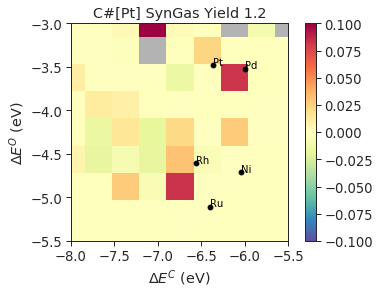 C#[Pt] SynGas Yield 1.2
ΔE^O (eV)
−3.0
−3.5
−4.0
−4.5
−5.0
−5.5
Pt
Pd
Rh
Ni
Ru
−8.0 −7.5 −7.0 −6.5 −6.0 −5.5
ΔE^C (eV)
0.100
0.075
0.050
0.025
0.000
−0.025
−0.050
−0.075
−0.100